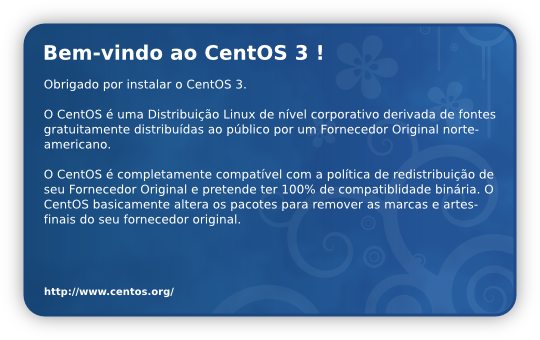 Bem-vindo ao CentOS 3 !
Obrigado por instalar o CentOS 3.
O CentOS é uma Distribuição Linux de nível corporativo derivada de fontes
gratuitamente distribuídas ao público por um Fornecedor Original norte-
americano.
O CentOS é completamente compatível com a política de redistribuição de
seu Fornecedor Original e pretende ter 100% de compatiblidade binária. O
CentOS basicamente altera os pacotes para remover as marcas e artes-
finais do seu fornecedor original.
http://www.centos.org/